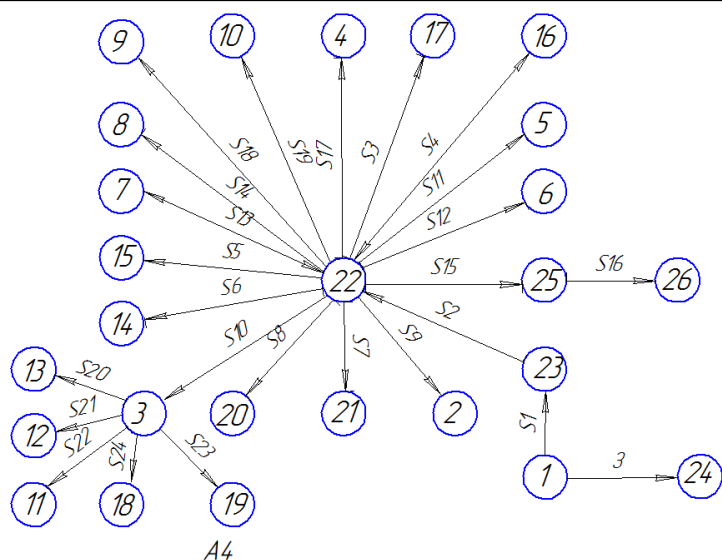 9 10 4 17 16
8 S18 S19 S17 S3 S4 5
7 S14 S11 6
S13 S12
15 S5
S6 22 S15 25 S16 26
14 S2
13 S20 S10 S8 S7 S9 23
S21 3 20 21 2 S1
12 S22 S24 S23
11 18 19 1 3 24
A4